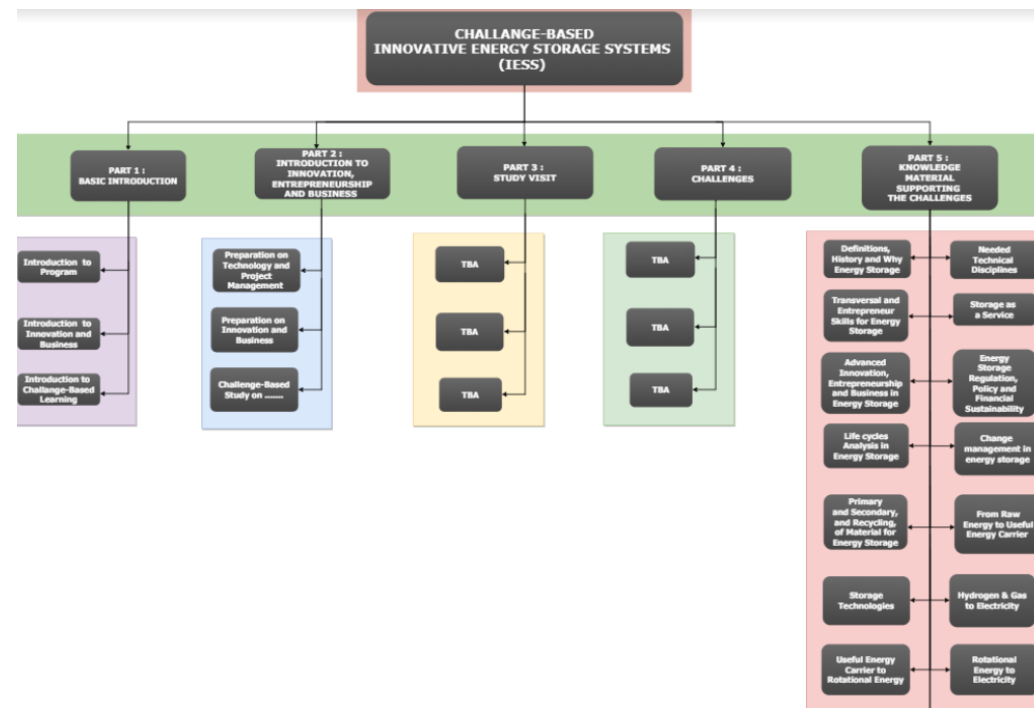 CHALLANGE-BASED
INNOVATIVE ENERGY STORAGE SYSTEMS
(IESS)
PART 1 :
BASIC INTRODUCTION
PART 2 :
INTRODUCTION TO
INNOVATION,
ENTREPRENEURSHIP
AND BUSINESS
PART 3 :
STUDY VISIT
PART 4 :
CHALLENGES
PART 5 :
KNOWLEDGE
MATERIAL
SUPPORTING
THE CHALLENGES
Introduction to
Program
Introduction to
Innovation and
Business
Introduction to
Challange-Based
Learning
Preparation on
Technology and
Project
Management
Preparation on
Innovation and
Business
Challenge-Based
Study on .......
TBA
TBA
TBA
TBA
TBA
TBA
Definitions,
History and Why
Energy Storage
Needed
Technical
Disciplines
Transversal and
Entrepreneur
Skills for Energy
Storage
Storage as
a Service
Advanced
Innovation,
Entrepreneurship
and Business in
Energy Storage
Energy
Storage
Regulation,
Policy and
Financial
Sustainability
Life cycles
Analysis in
Energy Storage
Change
management in
energy storage
Primary
and Secondary,
and Recycling,
of Material for
Energy Storage
From Raw
Energy to Useful
Energy Carrier
Storage
Technologies
Hydrogen & Gas
to Electricity
Useful Energy
Carrier to
Rotational Energy
Rotational
Energy to
Electricity